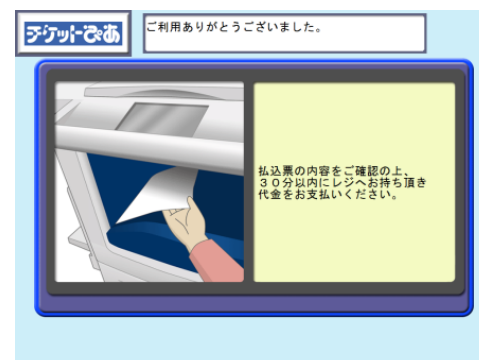 チケットぴあ
ご利用ありがとうございました。
払込票の内容をご確認の上、
３０分以内にレジへお持ち頂き
代金をお支払いください。